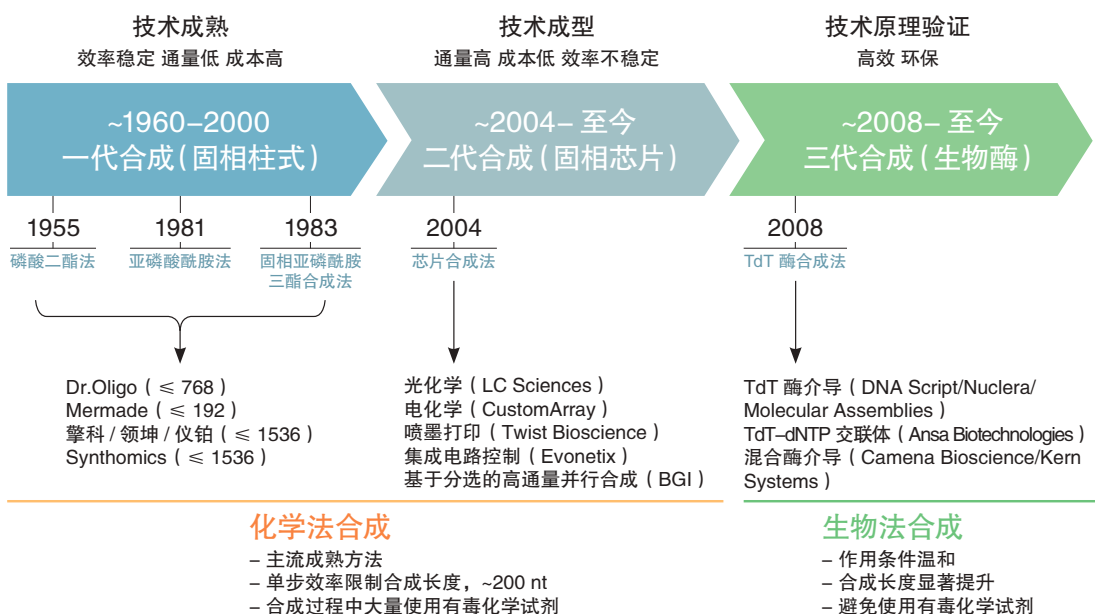 技术成熟
效率稳定 通量低 成本高
~1960–2000
一代合成(固相柱式)
1955
磷酸二酯法
1981
亚磷酸酰胺法
1983
固相亚磷酰胺
三酯合成法
Dr.Oligo(≤ 768)
Mermade(≤ 192)
擎科 / 领坤 / 仪铂(≤ 1536)
Synthomics(≤ 1536)
技术成型
通量高 成本低 效率不稳定
~2004– 至今
二代合成(固相芯片)
2004
芯片合成法
光化学(LC Sciences)
电化学(CustomArray)
喷墨打印(Twist Bioscience)
集成电路控制(Evonetix)
基于分选的高通量并行合成(BGI)
技术原理验证
高效 环保
~2008– 至今
三代合成(生物酶)
2008
TdT 酶合成法
TdT 酶介导(DNA Script/Nuclera/
Molecular Assemblies)
TdT–dNTP 交联体(Ansa Biotechnologies)
混合酶介导(Camena Bioscience/Kern
Systems)
化学法合成
– 主流成熟方法
– 单步效率限制合成长度，~200 nt
– 合成过程中大量使用有毒化学试剂
生物法合成
– 作用条件温和
– 合成长度显著提升
– 避免使用有毒化学试剂